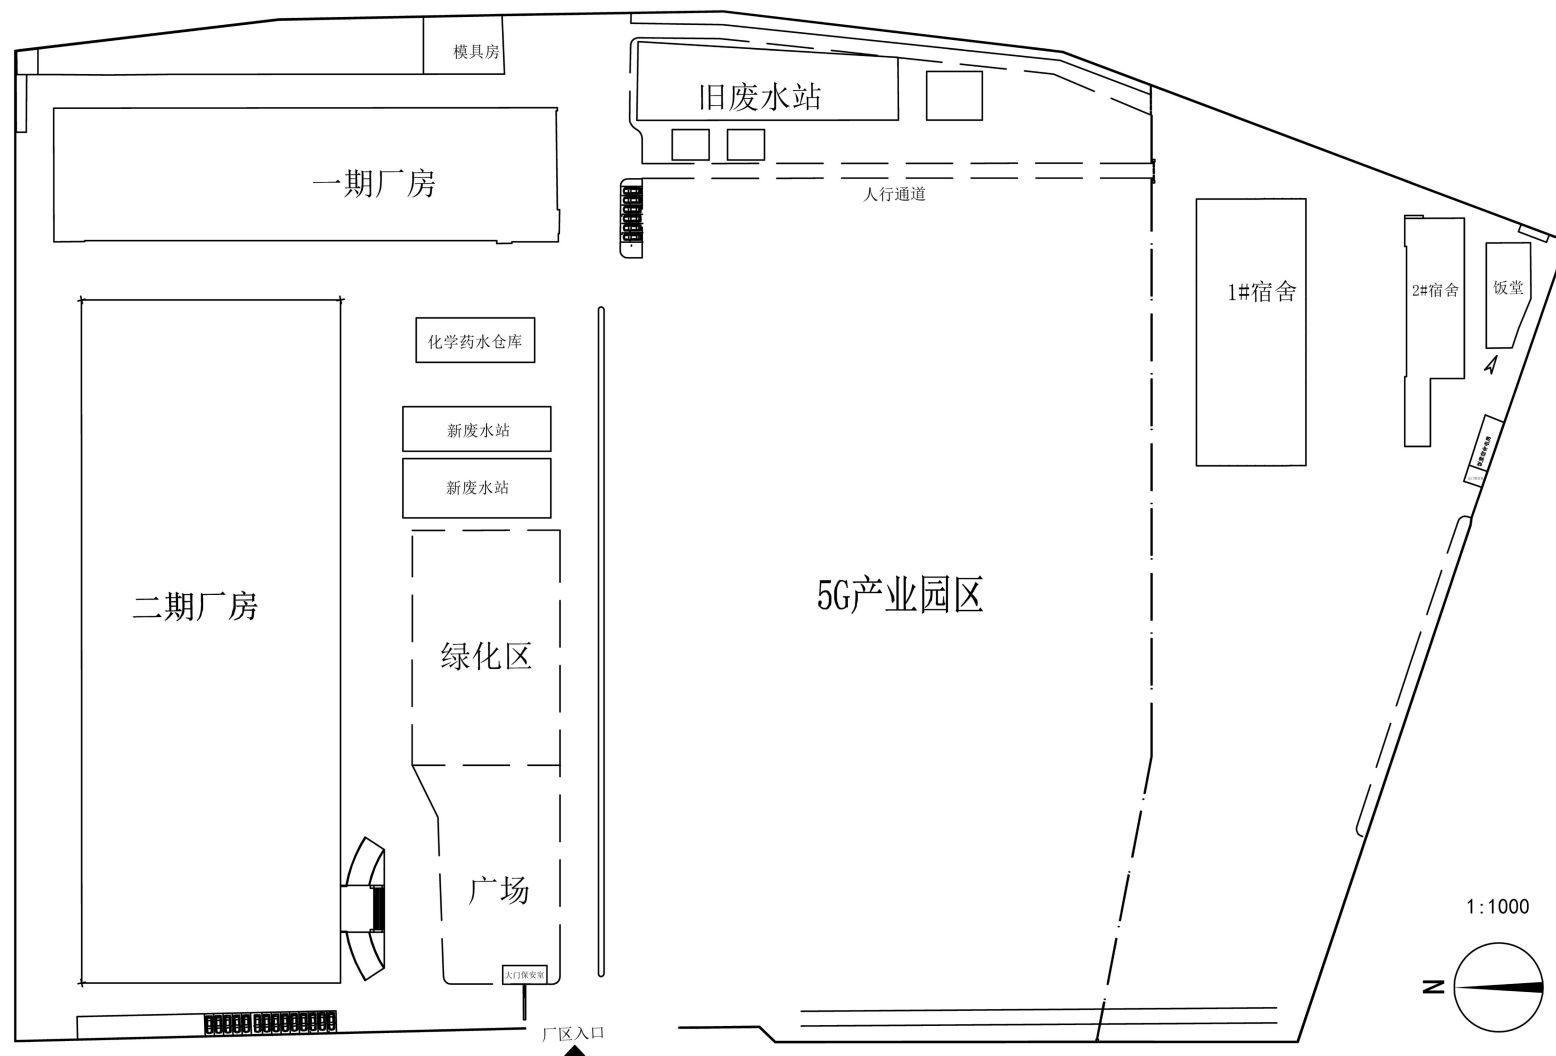 模具房
旧废水站
一期厂房
人行通道
1#宿舍
2#宿舍
饭堂
化学药水仓库
新废水站
新废水站
5G产业园区
二期厂房
绿化区
广场
1:1000
大门保安室
N
厂区入口